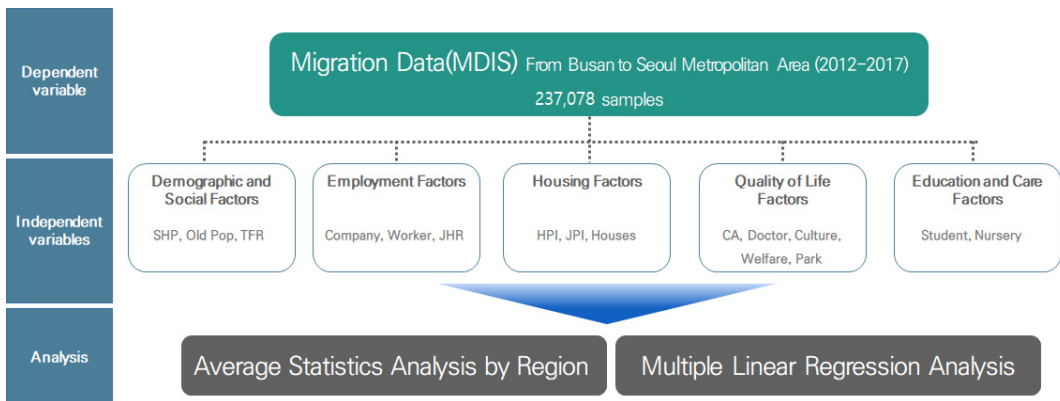 Dependent
variable
Migration Data(MDIS) From Busan to Seoul Metropolitan Area (2012-2017)
237,078 samples
Independent
variables
Demographic and
Social Factors
SHP, Old Pop, TFR
Employment Factors
Company, Worker, JHR
Housing Factors
HPI, JPI, Houses
Quality of Life
Factors
CA, Doctor, Culture,
Welfare, Park
Education and Care
Factors
Student, Nursery
Analysis
Average Statistics Analysis by Region
Multiple Linear Regression Analysis